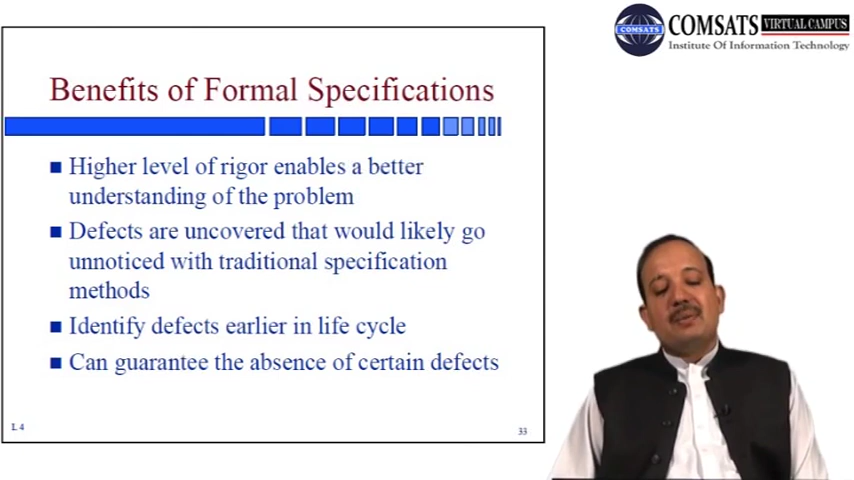 COMSATS VIRTUAL CAMPUS
COMSATS
Institute Of Information Technology
Benefits of Formal Specifications
■ Higher level of rigor enables a better
understanding of the problem
■ Defects are uncovered that would likely go
unnoticed with traditional specification
methods
■ Identify defects earlier in life cycle
■ Can guarantee the absence of certain defects
L 4
33